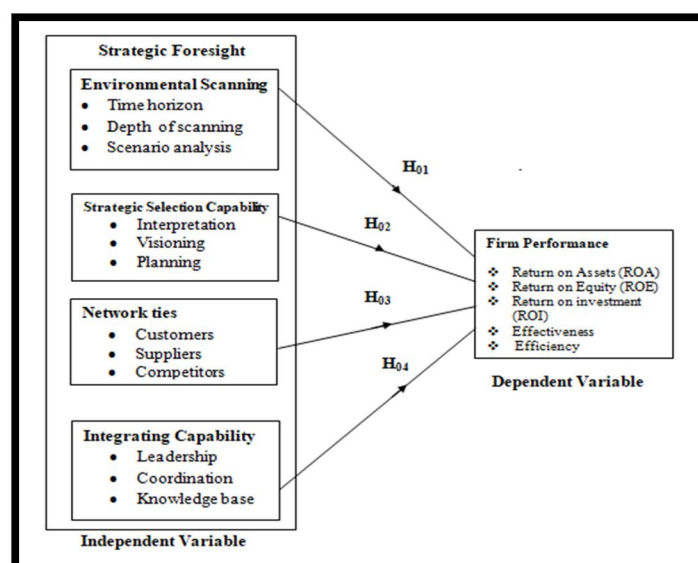 Strategic Foresight
Environmental Scanning
• Time horizon
• Depth of scanning
• Scenario analysis
Strategic Selection Capability
• Interpretation
• Visioning
• Planning
Network ties
• Customers
• Suppliers
• Competitors
Integrating Capability
• Leadership
• Coordination
• Knowledge base
Independent Variable
H01
H02
H03
H04
Firm Performance
❖ Return on Assets (ROA)
❖ Return on Equity (ROE)
❖ Return on investment
(ROI)
❖ Effectiveness
❖ Efficiency
Dependent Variable